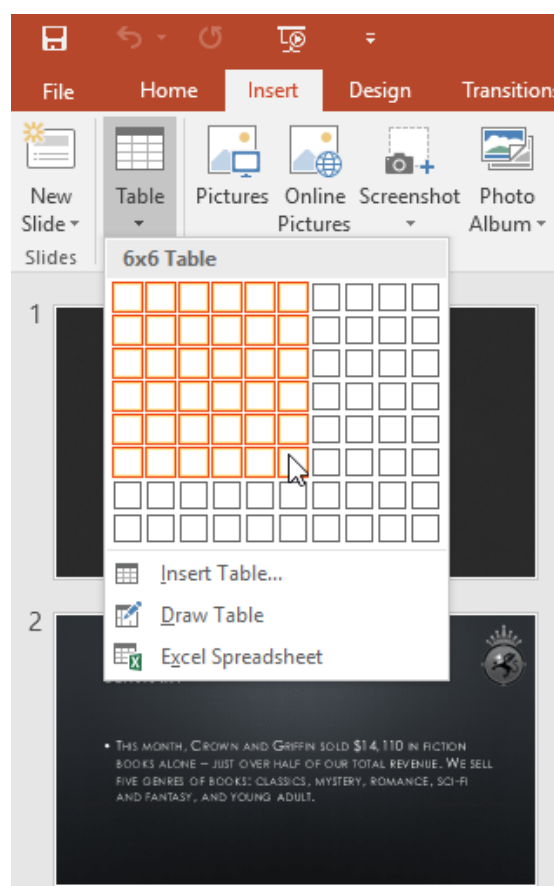 File Home Insert Design Transitions
New Slide
Table
Pictures
Online Pictures
Screenshot
Photo Album
Slides
6x6 Table
1
Insert Table...
Draw Table
Excel Spreadsheet
2
• This month, Crown and Griffin sold $14,110 in fiction
books alone – just over half of our total revenue. We sell
five genres of books: classics, mystery, romance, sci-fi
and fantasy, and young adult.